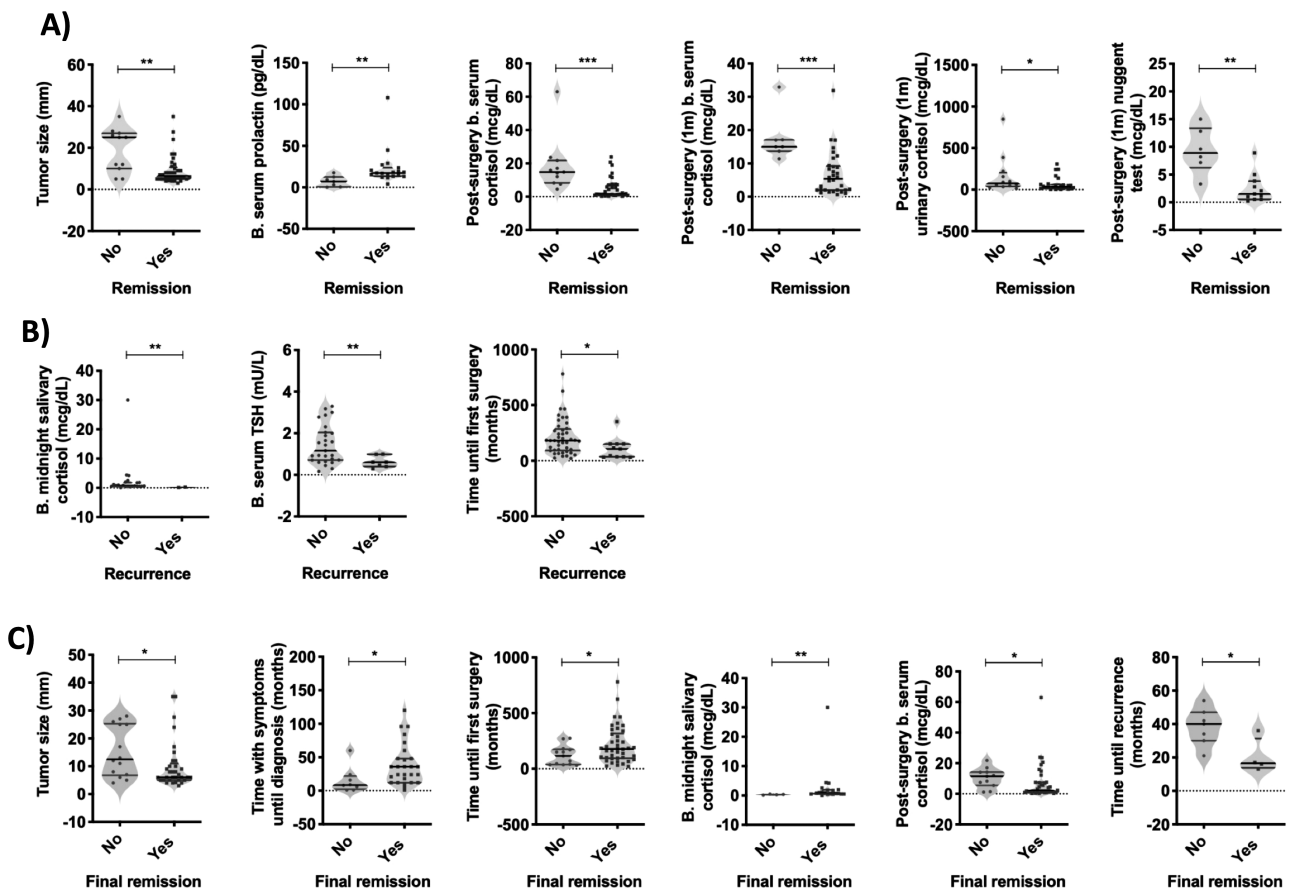 A)
Tumor size (mm)
60
40
20
0
-20
**
No
Yes
Remission
B. serum prolactin (pg/dL)
150
100
50
0
-50
**
No
Yes
Remission
Post-surgery b. serum
cortisol (mcg/dL)
80
60
40
20
0
-20
***
No
Yes
Remission
Post-surgery (1m) b. serum
cortisol (mcg/dL)
40
30
20
10
0
-10
***
No
Yes
Remission
Post-surgery (1m)
urinary cortisol (mcg/dL)
1500
1000
500
0
-500
*
No
Yes
Remission
Post-surgery (1m) nuggent
test (mcg/dL)
25
20
15
10
5
0
-5
**
No
Yes
Remission
B)
B. midnight salivary
cortisol (mcg/dL)
40
30
20
10
0
-10
**
No
Yes
Recurrence
B. serum TSH (mU/L)
6
4
2
0
-2
**
No
Yes
Recurrence
Time until first surgery
(months)
1000
500
0
-500
*
No
Yes
Recurrence
C)
Tumor size (mm)
50
40
30
20
10
0
-10
*
No
Yes
Final remission
Time with symptoms
until diagnosis (months)
200
150
100
50
0
-50
*
No
Yes
Final remission
Time until first surgery
(months)
1000
500
0
-500
*
No
Yes
Final remission
B. midnight salivary
cortisol (mcg/dL)
40
30
20
10
0
-10
**
No
Yes
Final remission
Post-surgery b. serum
cortisol (mcg/dL)
80
60
40
20
0
-20
*
No
Yes
Final remission
Time until recurrence
(months)
80
60
40
20
0
-20
*
No
Yes
Final remission